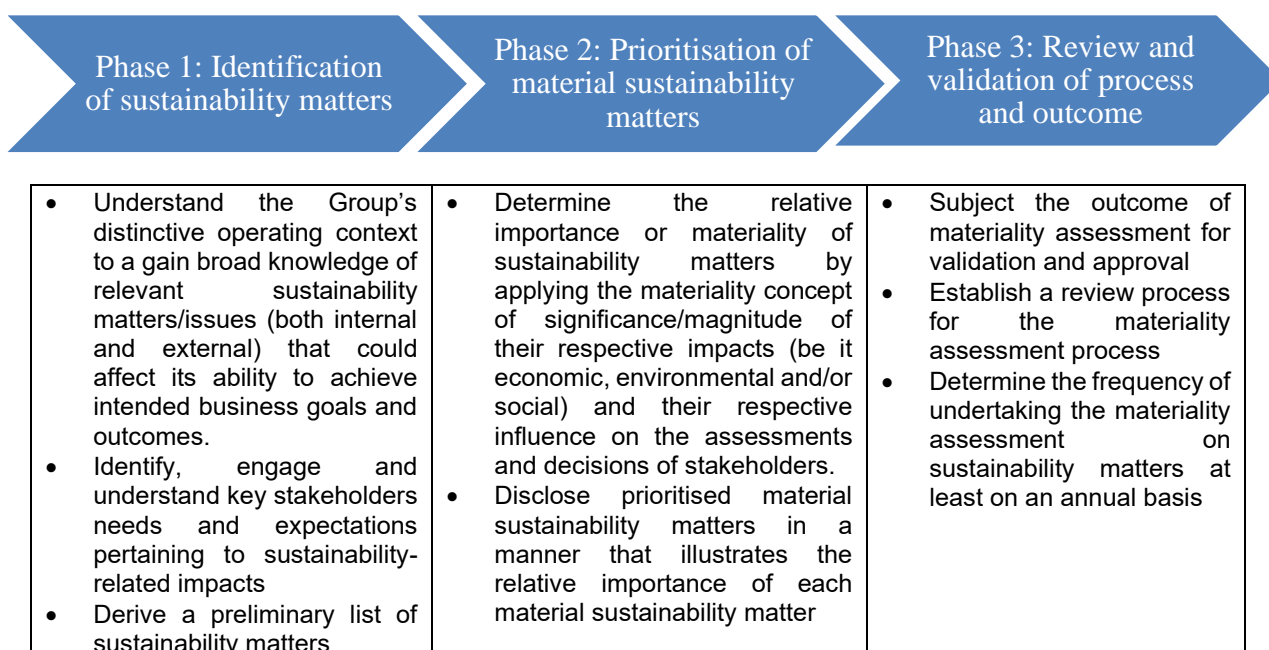 Phase 1: Identification
of sustainability matters
Phase 2: Prioritisation of
material sustainability
matters
Phase 3: Review and
validation of process
and outcome
• Understand the Group's
distinctive operating context
to a gain broad knowledge of
relevant sustainability
matters/issues (both internal
and external) that could
affect its ability to achieve
intended business goals and
outcomes.
• Identify, engage and
understand key stakeholders
needs and expectations
pertaining to sustainability-
related impacts
• Derive a preliminary list of
sustainability matters
• Determine the relative
importance or materiality of
sustainability matters by
applying the materiality concept
of significance/magnitude of
their respective impacts (be it
economic, environmental and/or
social) and their respective
influence on the assessments
and decisions of stakeholders.
• Disclose prioritised material
sustainability matters in a
manner that illustrates the
relative importance of each
material sustainability matter
• Subject the outcome of
materiality assessment for
validation and approval
• Establish a review process
for the materiality
assessment process
• Determine the frequency of
undertaking the materiality
assessment on
sustainability matters at
least on an annual basis